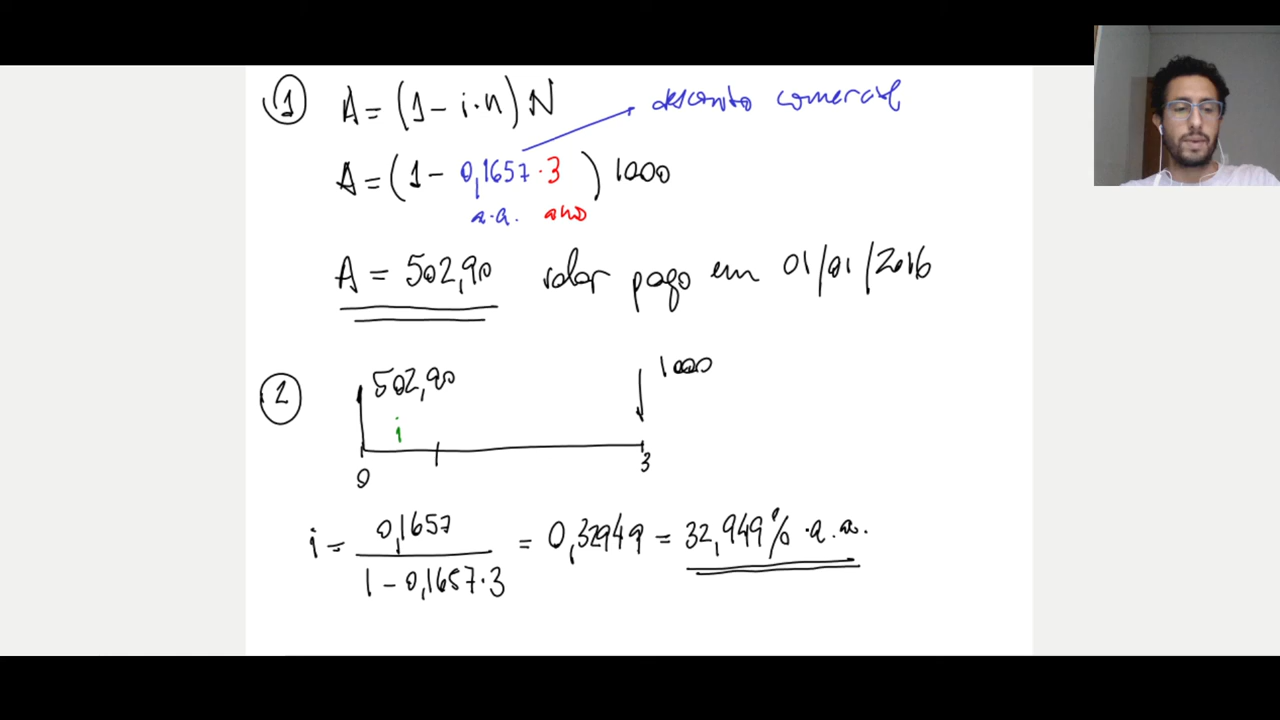 1 A = (1 - i·n) N desconto comercial
A = (1 - 0,1657 · 3) 1000
a.a. ano
A = 502,90 valor pago em 01/01/2016
2 502,90 1000
i
0 3
i = 0,1657 / 1 - 0,1657·3 = 0,32949 = 32,949% a.a.